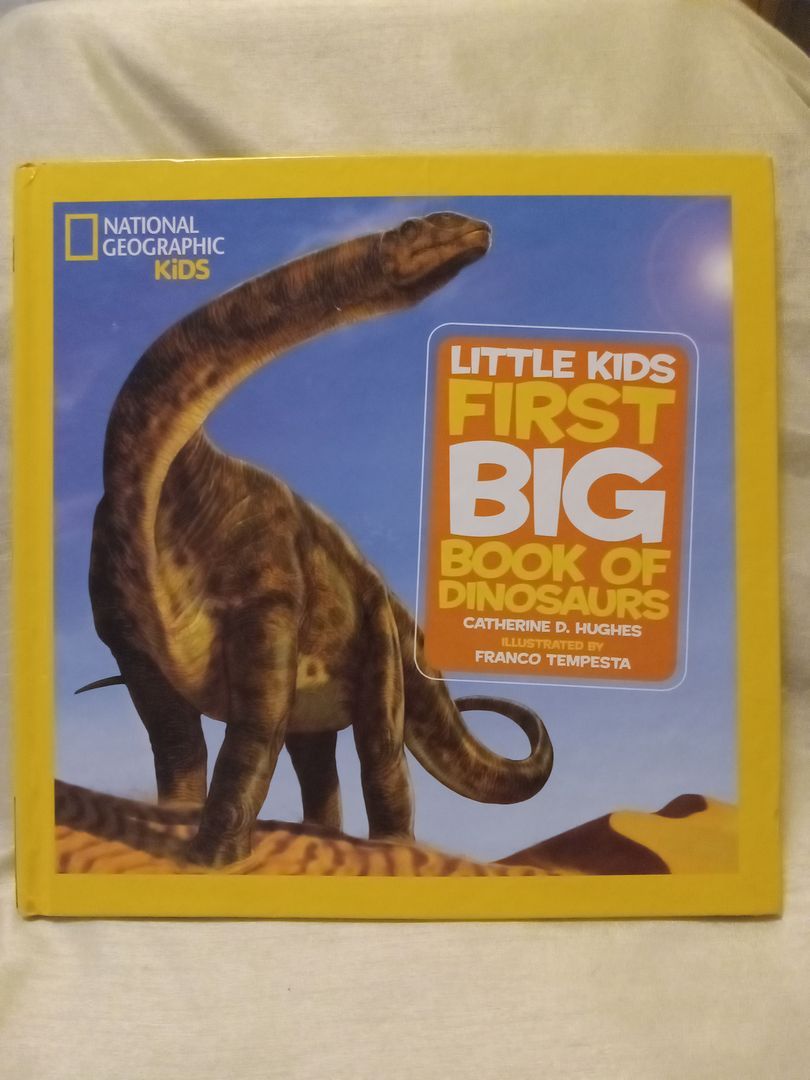 NATIONAL
GEOGRAPHIC
KiDS
LITTLE KIDS
FIRST
BIG
BOOK OF
DINOSAURS
CATHERINE D. HUGHES
ILLUSTRATED BY
FRANCO TEMPESTA